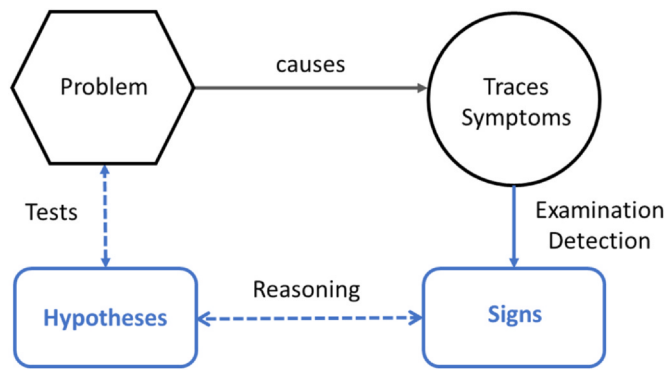 causes
Problem
Traces
Symptoms
Tests
Examination
Detection
Reasoning
Hypotheses
Signs